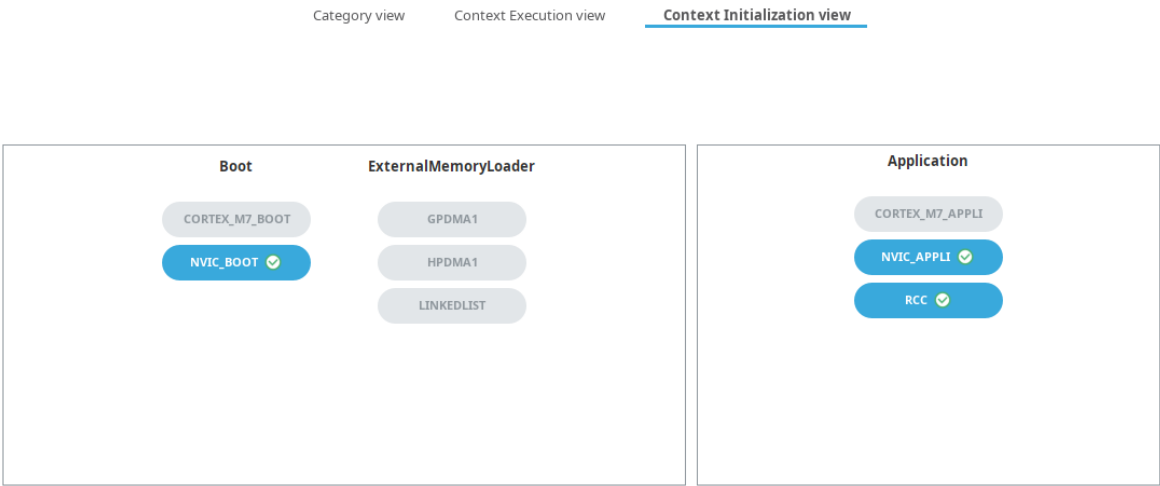 Category view
Context Execution view
Context Initialization view
Boot
CORTEX_M7_BOOT
NVIC_BOOT
ExternalMemoryLoader
GPDMA1
HPDMA1
LINKEDLIST
Application
CORTEX_M7_APPLI
NVIC_APPLI
RCC